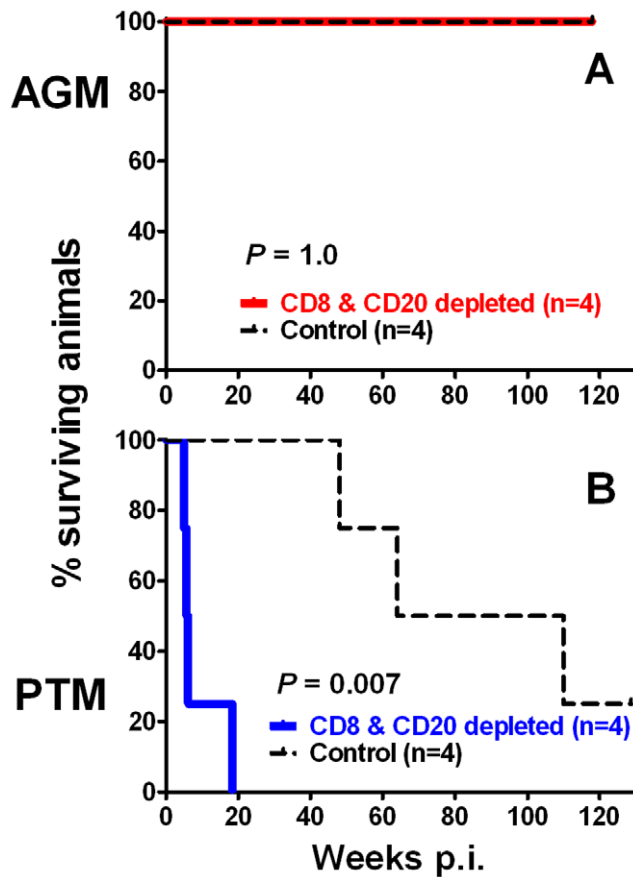 A
AGM
100
80
60
40
20
0
P = 1.0
CD8 & CD20 depleted (n=4)
Control (n=4)
0 20 40 60 80 100 120
% surviving animals
B
PTM
100
80
60
40
20
0
P = 0.007
CD8 & CD20 depleted (n=4)
Control (n=4)
0 20 40 60 80 100 120
Weeks p.i.